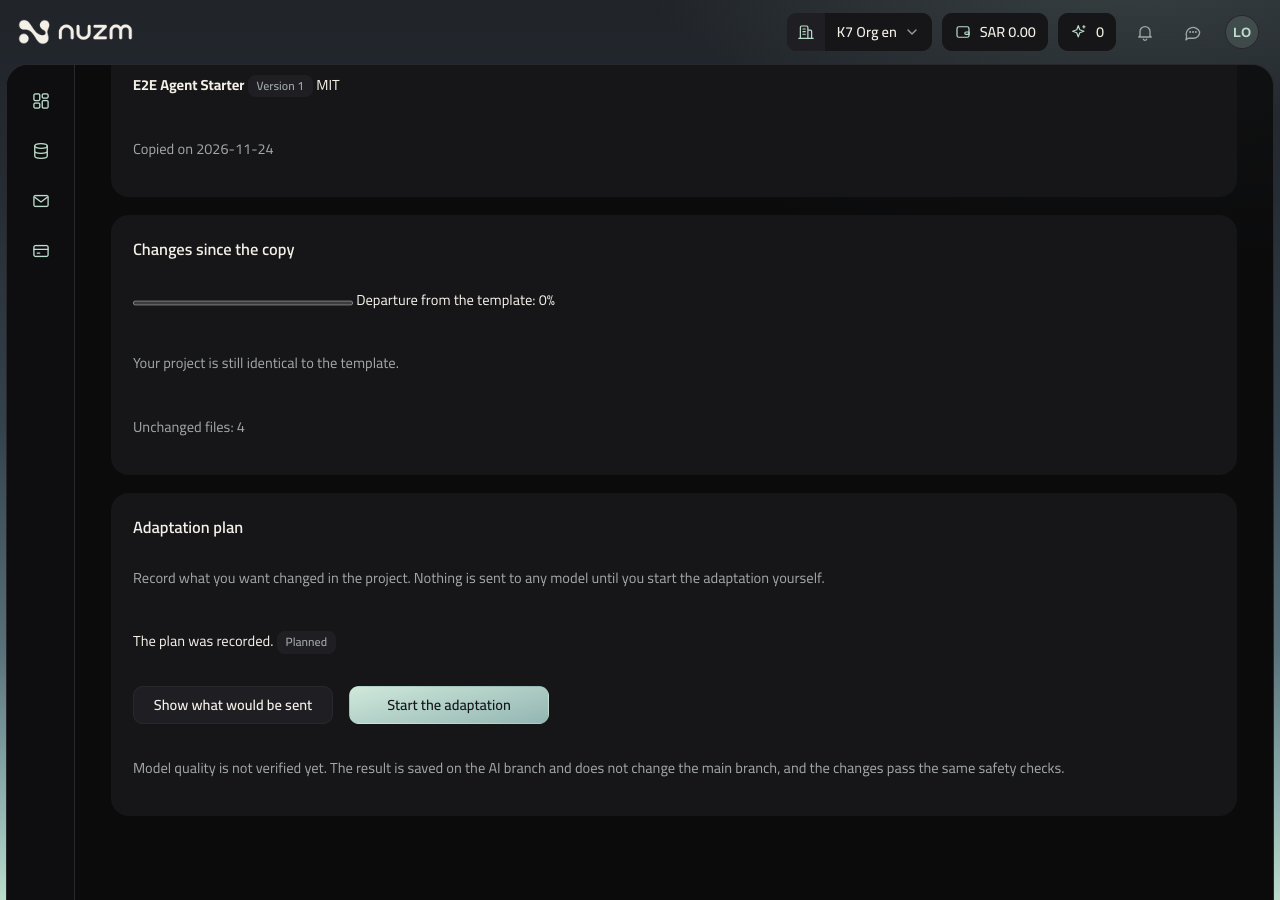 nuzm
K7 Org en
SAR 0.00
0
LO
E2E Agent Starter Version 1 MIT
Copied on 2026-11-24
Changes since the copy
Departure from the template: 0%
Your project is still identical to the template.
Unchanged files: 4
Adaptation plan
Record what you want changed in the project. Nothing is sent to any model until you start the adaptation yourself.
The plan was recorded. Planned
Show what would be sent
Start the adaptation
Model quality is not verified yet. The result is saved on the AI branch and does not change the main branch, and the changes pass the same safety checks.